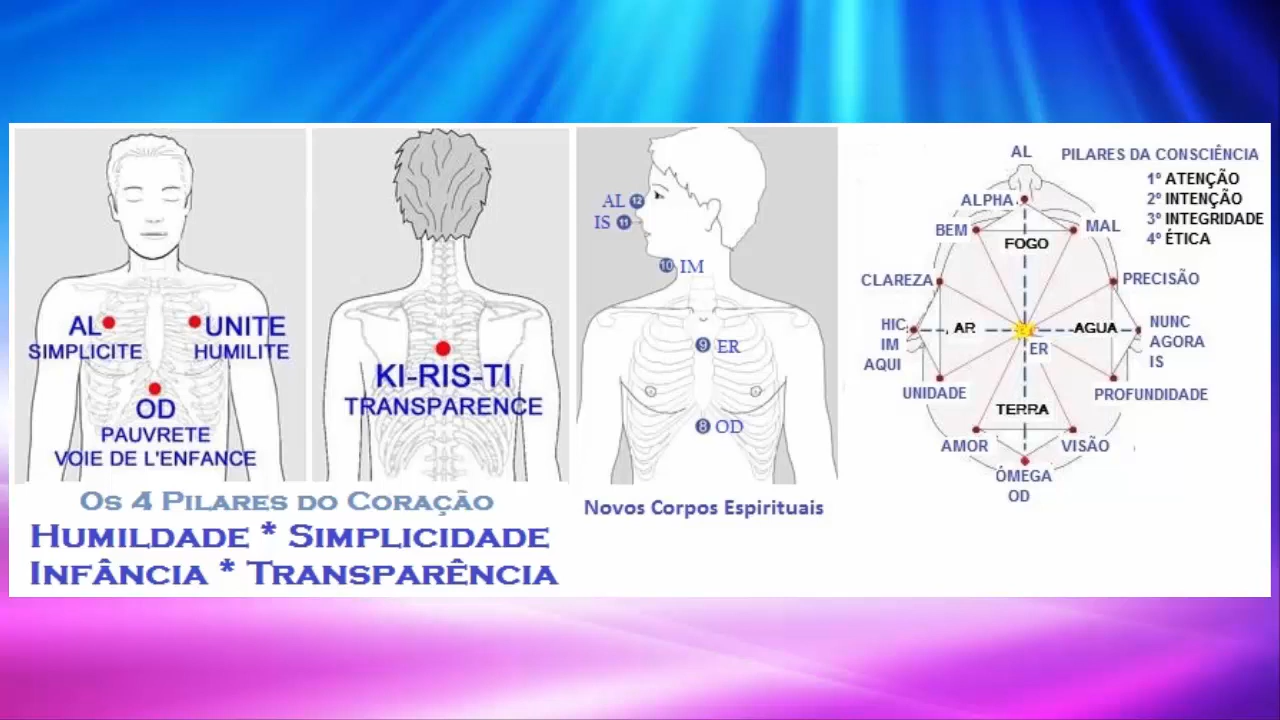 AL
SIMPLICITE
UNITE
HUMILITE
OD
PAUVRETE
VOIE DE L'ENFANCE
KI-RIS-TI
TRANSPARENCE
Os 4 Pilares do Coração
Humildade * Simplicidade
Infância * Transparência
AL 12
IS 11
10 IM
9 ER
8 OD
Novos Corpos Espirituais
AL
PILARES DA CONSCIÊNCIA
1º ATENÇÃO
2º INTENÇÃO
3º INTEGRIDADE
4º ÉTICA
ALPHA
BEM
MAL
FOGO
CLAREZA
PRECISÃO
HIC
IM
AQUI
AR
AGUA
NUNC
AGORA
IS
ER
UNIDADE
PROFUNDIDADE
TERRA
AMOR
VISÃO
ÓMEGA
OD